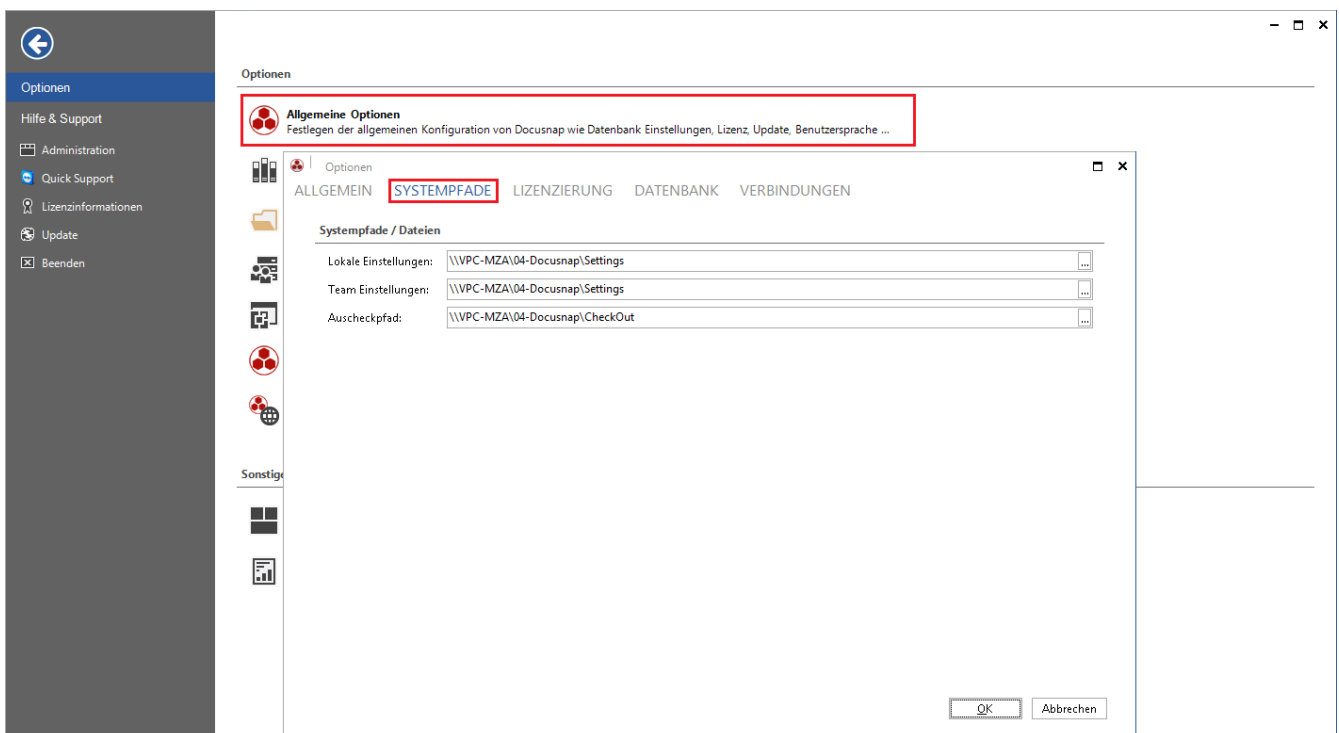 Optionen
Hilfe & Support
Administration
Quick Support
Lizenzinformationen
Update
Beenden
Optionen
Allgemeine Optionen
Festlegen der allgemeinen Konfiguration von Docusnap wie Datenbank Einstellungen, Lizenz, Update, Benutzersprache ...
Optionen
ALLGEMEIN SYSTEMPFADE LIZENZIERUNG DATENBANK VERBINDUNGEN
Systempfade / Dateien
Lokale Einstellungen: \\VPC-MZA\04-Docusnap\Settings ...
Team Einstellungen: \\VPC-MZA\04-Docusnap\Settings ...
Auscheckpfad: \\VPC-MZA\04-Docusnap\CheckOut ...
Sonstige
OK Abbrechen